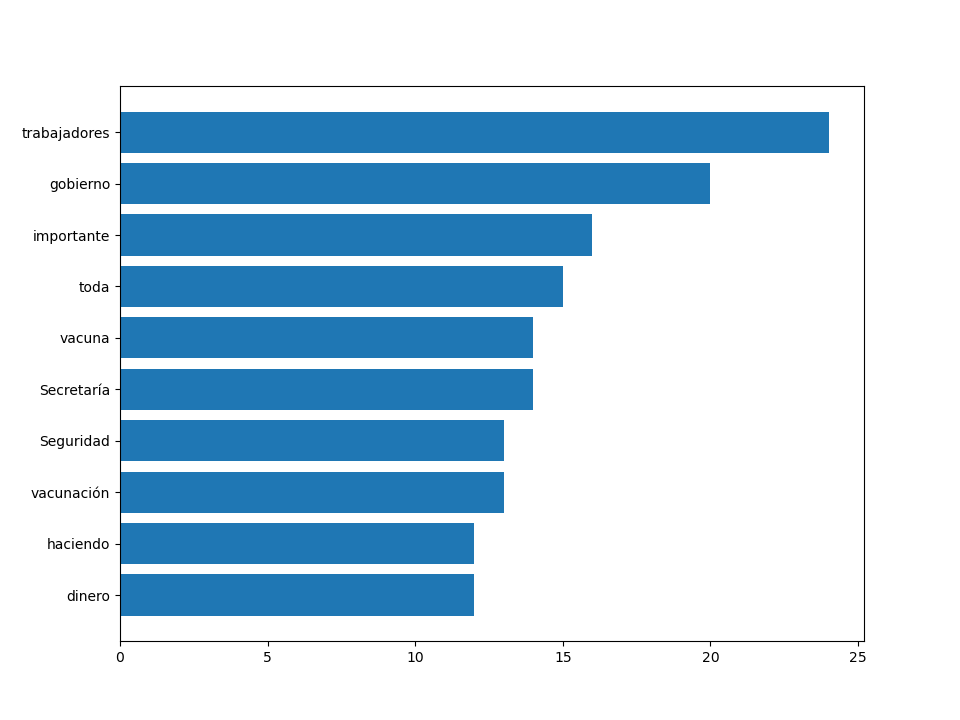 trabajadores
gobierno
importante
toda
vacuna
Secretaría
Seguridad
vacunación
haciendo
dinero
0 5 10 15 20 25